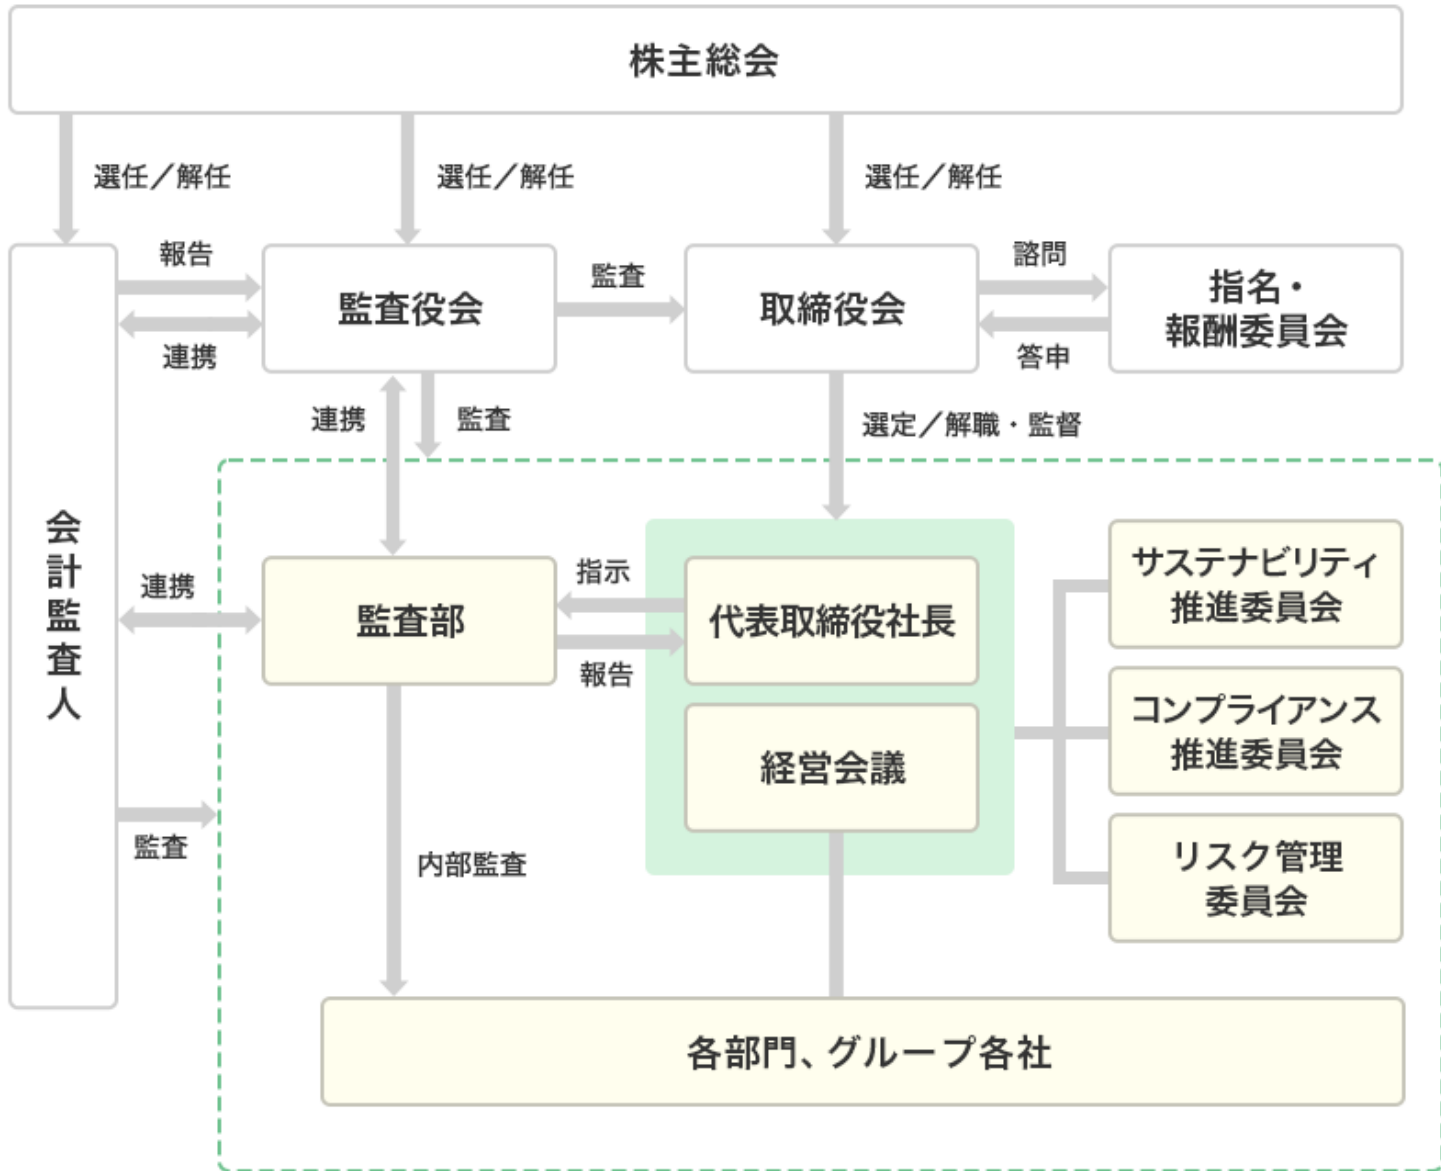 株主総会
選任／解任
選任／解任
選任／解任
報告
監査役会
監査
取締役会
諮問
指名・
報酬委員会
連携
答申
連携
監査
選定／解職・監督
会計監査人
連携
監査部
指示
報告
代表取締役社長
経営会議
サステナビリティ
推進委員会
コンプライアンス
推進委員会
リスク管理
委員会
監査
内部監査
各部門、グループ各社